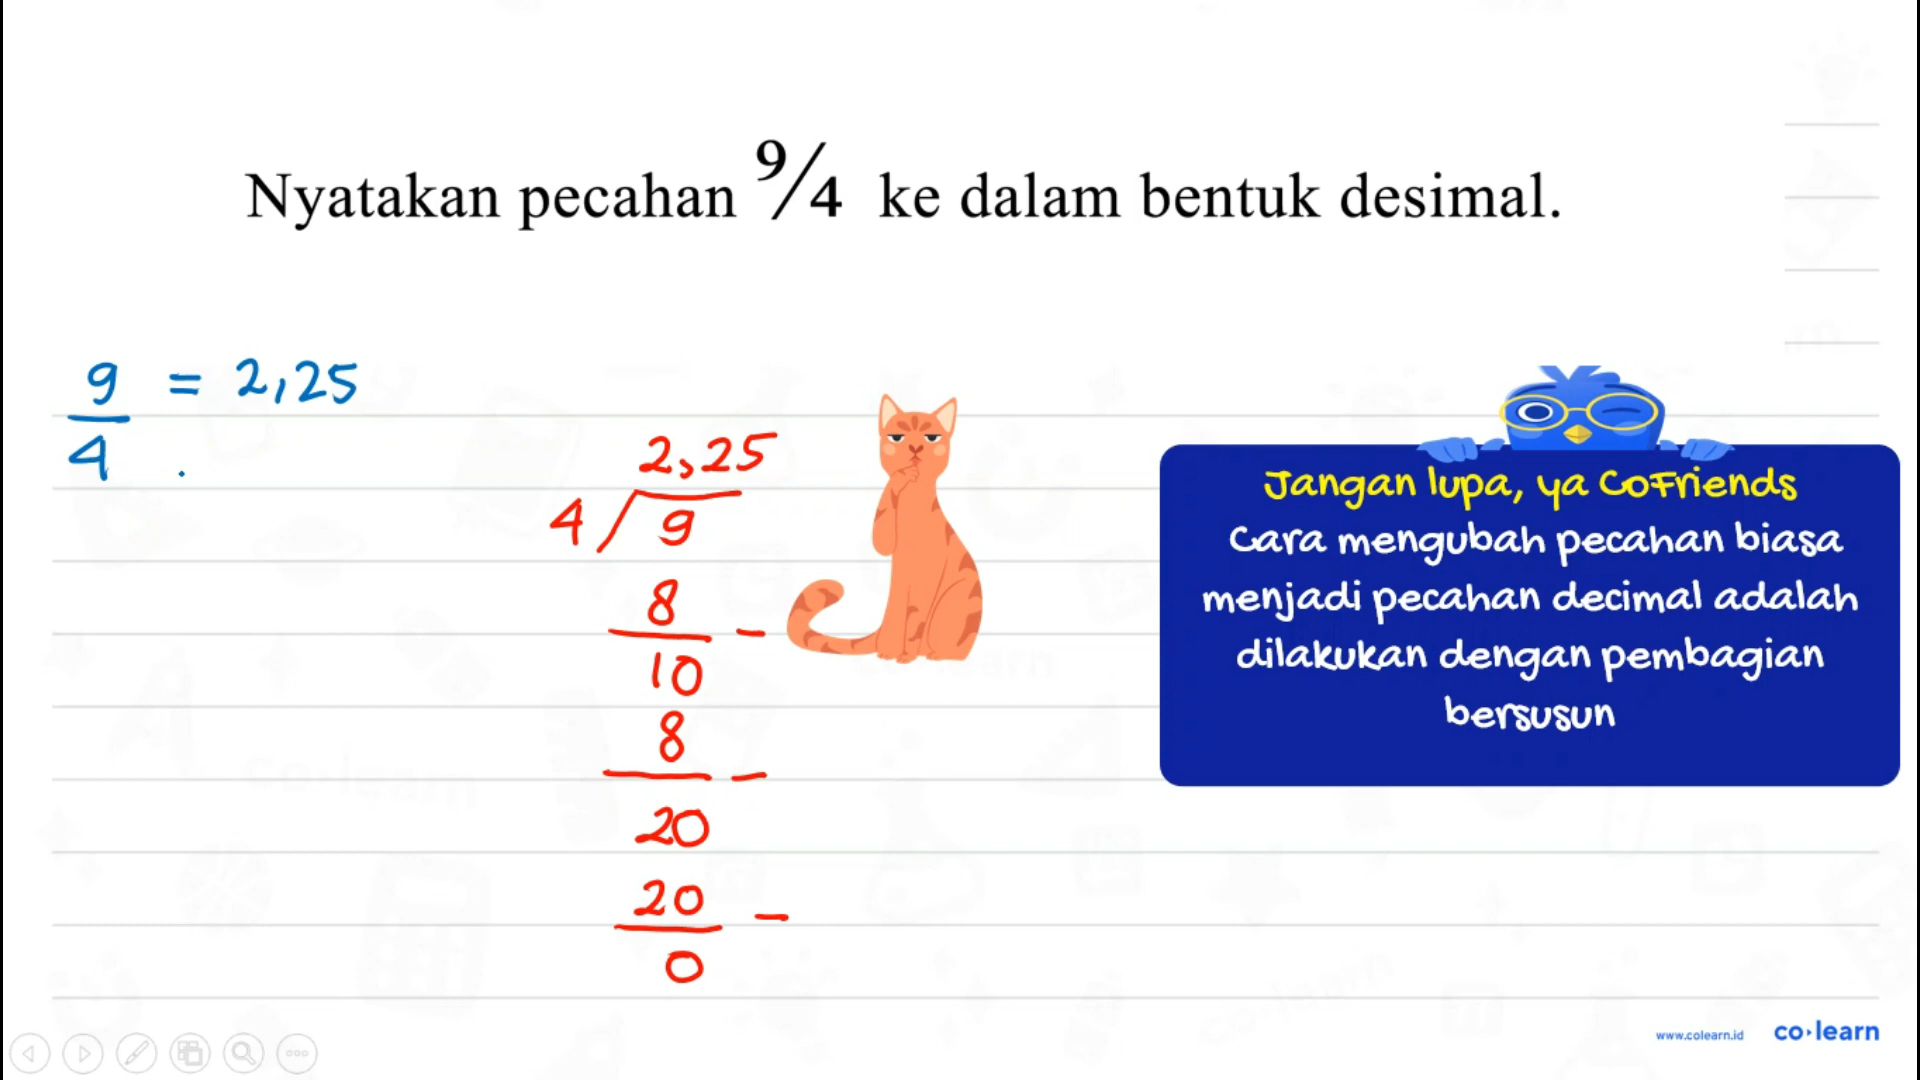 Nyatakan pecahan 9/4 ke dalam bentuk desimal.
9/4 = 2,25
2,25
4 9
8 -
10
8 -
20
20 -
0
Jangan lupa, ya CoFriends
Cara mengubah pecahan biasa
menjadi pecahan decimal adalah
dilakukan dengan pembagian
bersusun
www.colearn.id co learn